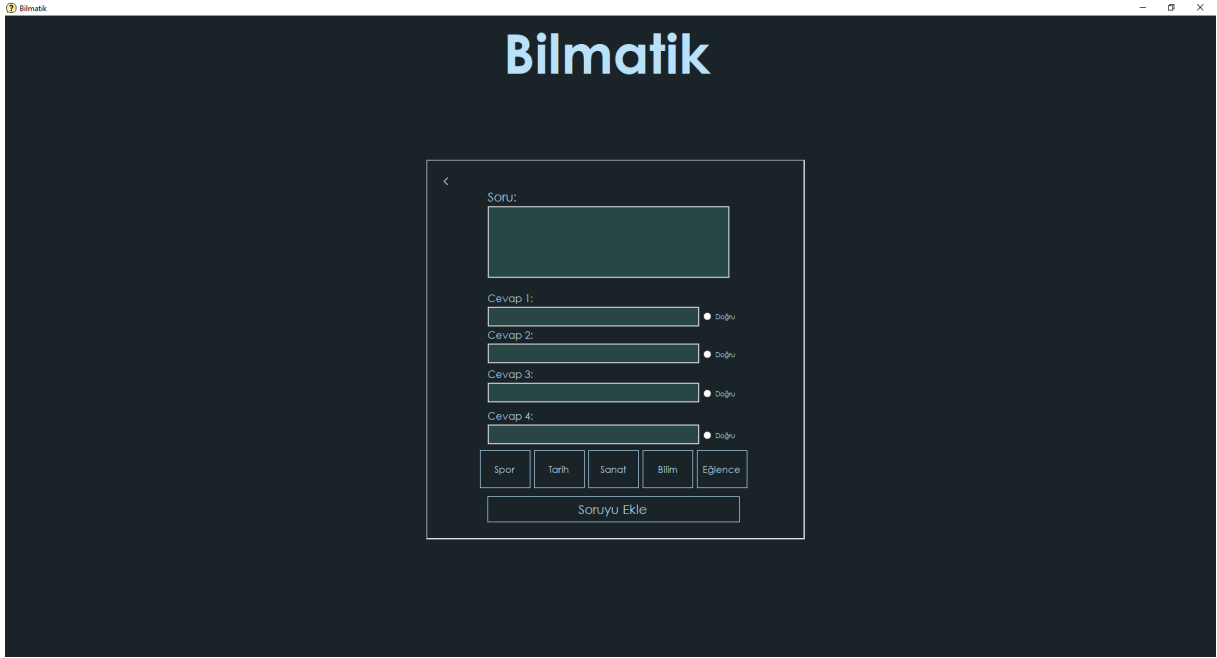 Bilmatik
Bilmatik
Soru:
Cevap 1:
Doğru
Cevap 2:
Doğru
Cevap 3:
Doğru
Cevap 4:
Doğru
Spor Tarih Sanat Bilim Eğlence
Soruyu Ekle